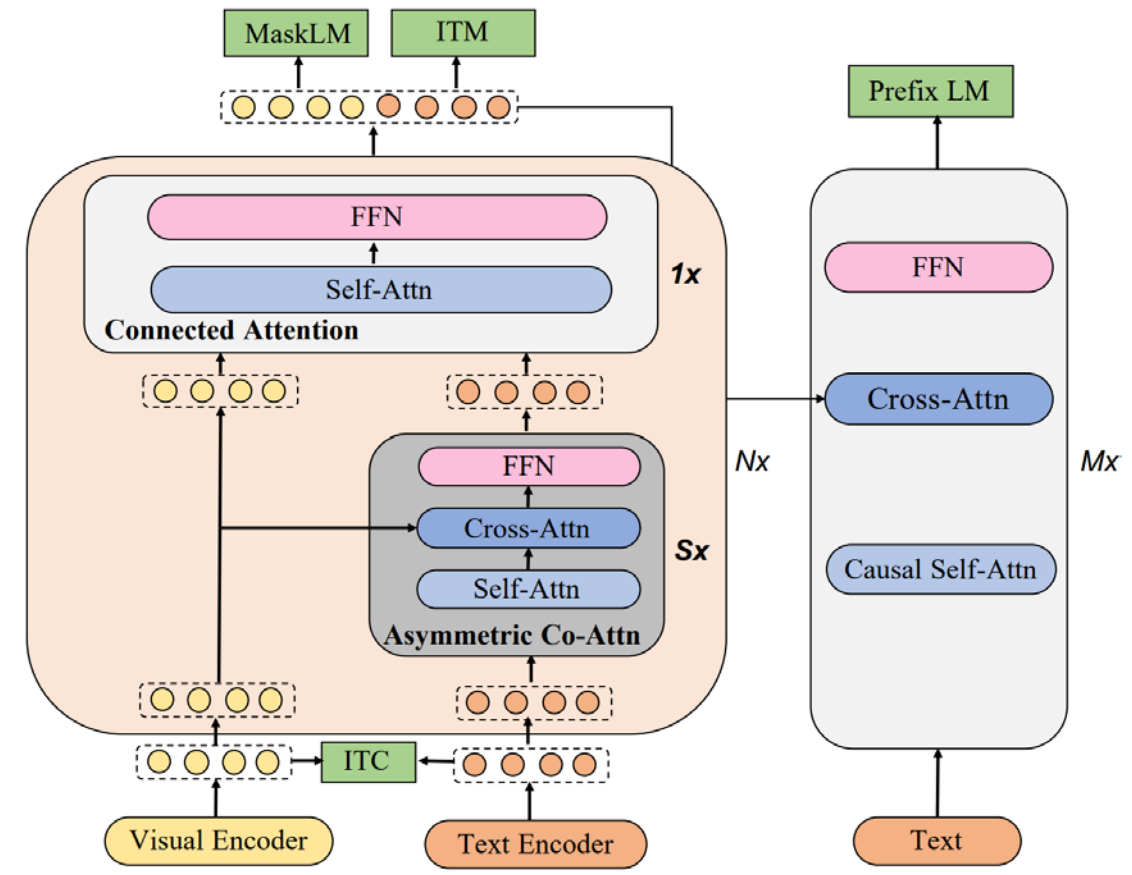 MaskLM
ITM
FFN
Self-Attn
1x
Connected Attention
FFN
Cross-Attn
Self-Attn
Sx
Asymmetric Co-Attn
Nx
ITC
Visual Encoder
Text Encoder
Prefix LM
FFN
Cross-Attn
Mx
Causal Self-Attn
Text